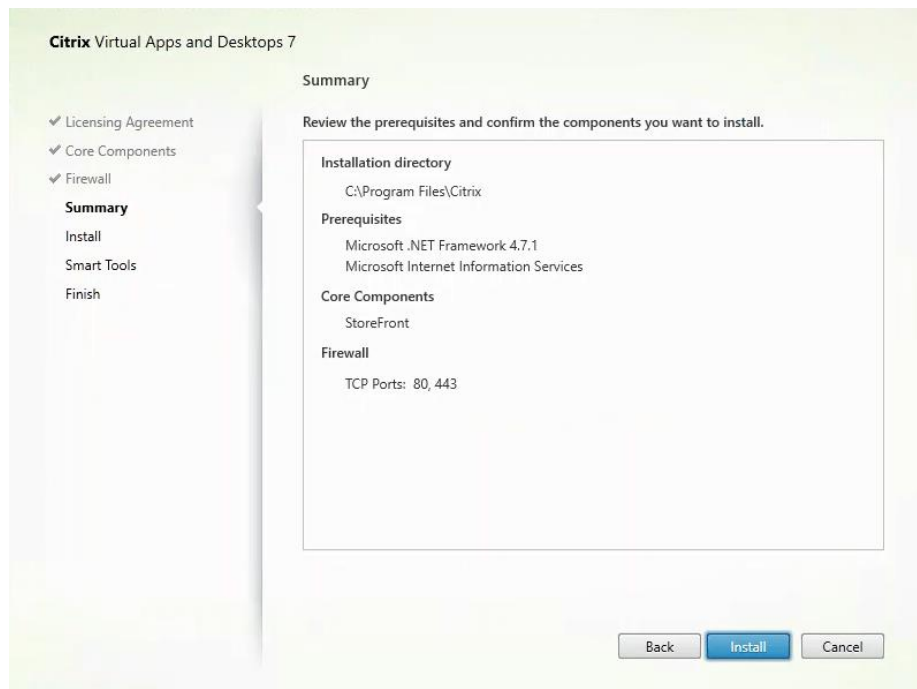 Citrix Virtual Apps and Desktops 7
Summary
✔ Licensing Agreement
✔ Core Components
✔ Firewall
Summary
Install
Smart Tools
Finish
Review the prerequisites and confirm the components you want to install.
Installation directory
C:\Program Files\Citrix
Prerequisites
Microsoft .NET Framework 4.7.1
Microsoft Internet Information Services
Core Components
StoreFront
Firewall
TCP Ports: 80, 443
Back
Install
Cancel